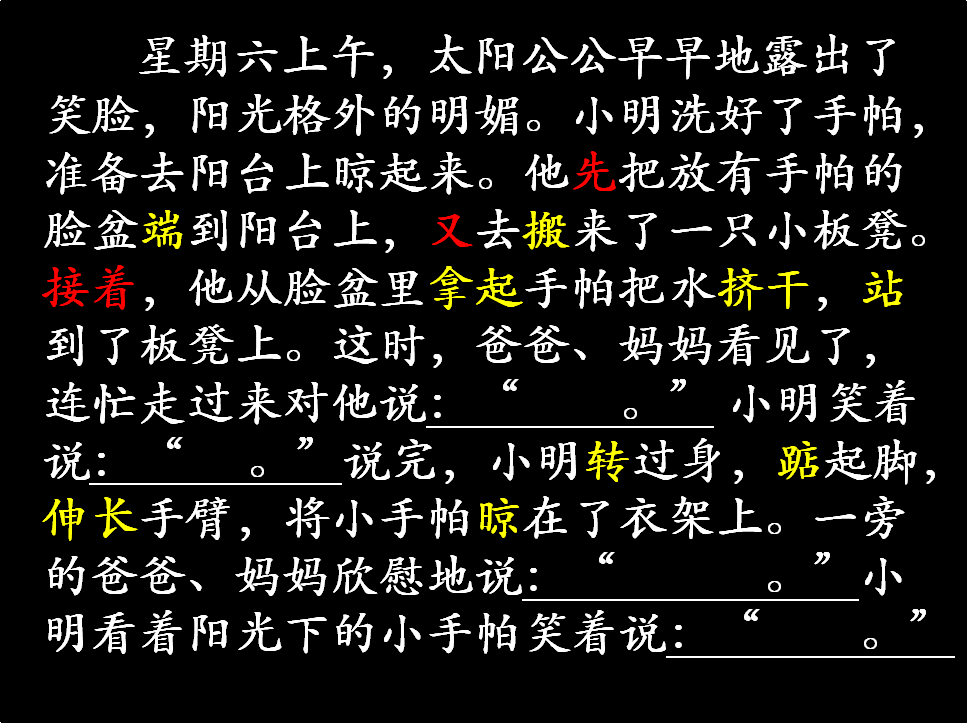 星期六上午，太阳公公早早地露出了
笑脸，阳光格外的明媚。小明洗好了手帕，
准备去阳台上晾起来。他先把放有手帕的
脸盆端到阳台上，又去搬来了一只小板凳。
接着，他从脸盆里拿起手帕把水挤干，站
到了板凳上。这时，爸爸、妈妈看见了，
连忙走过来对他说：“　　。” 小明笑着
说：“　　。”说完，小明转过身，踮起脚，
伸长手臂，将小手帕晾在了衣架上。一旁
的爸爸、妈妈欣慰地说：“　　　。”小
明看着阳光下的小手帕笑着说：“　　。”